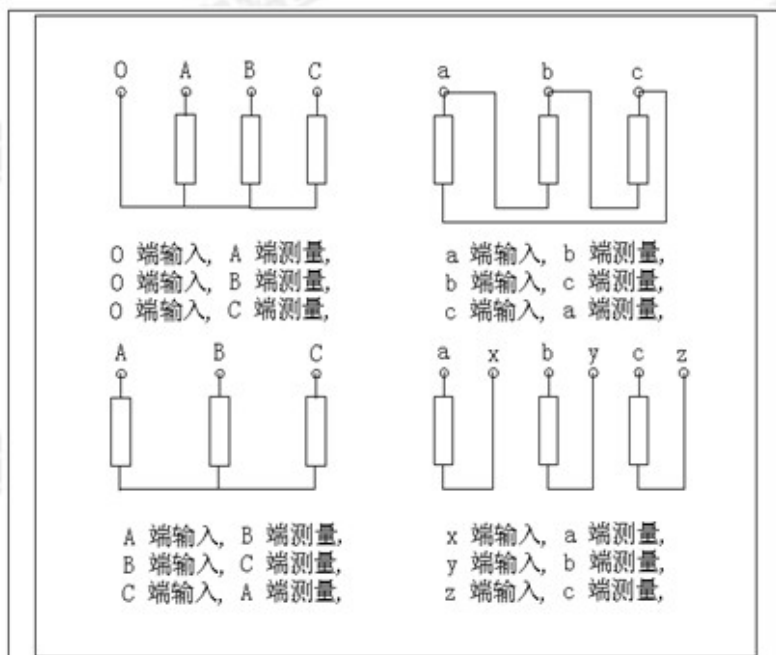 O A B C
O 端输入, A 端测量,
O 端输入, B 端测量,
O 端输入, C 端测量,
a b c
a 端输入, b 端测量,
b 端输入, c 端测量,
c 端输入, a 端测量,
A B C
A 端输入, B 端测量,
B 端输入, C 端测量,
C 端输入, A 端测量,
a x b y c z
x 端输入, a 端测量,
y 端输入, b 端测量,
z 端输入, c 端测量,